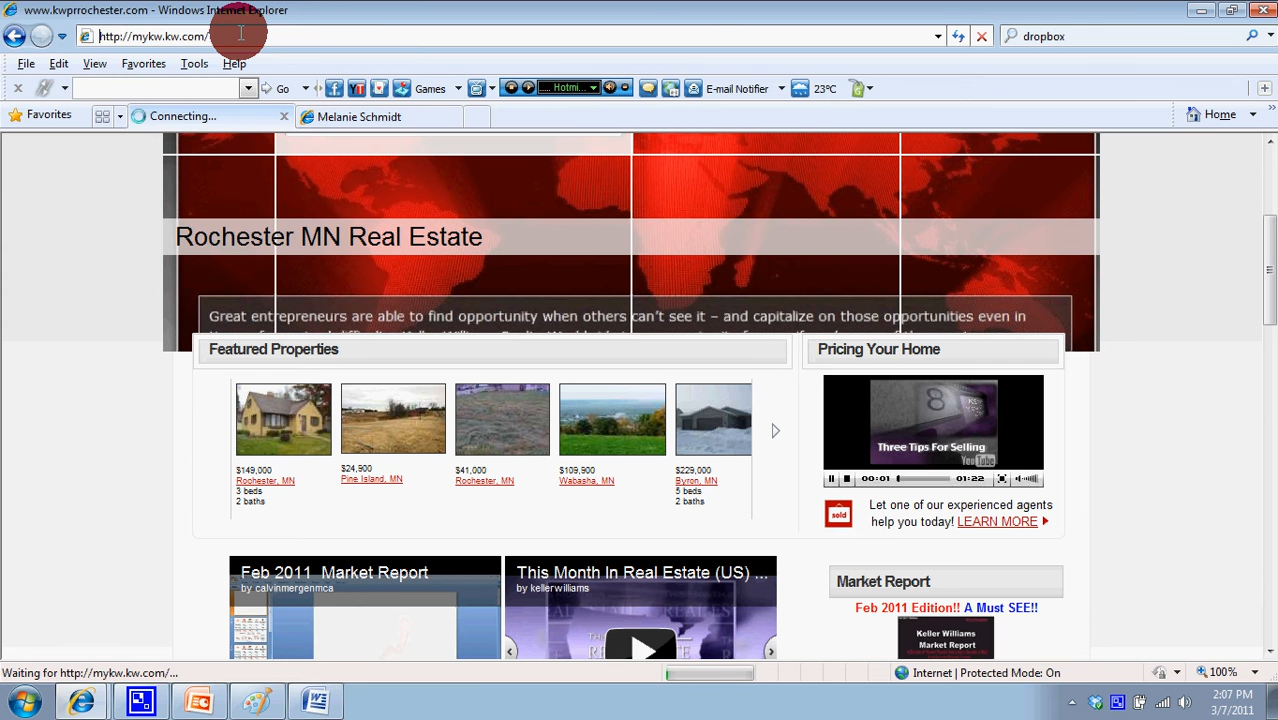 www.kwprrochester.com - Windows Internet Explorer
http://mykw.kw.com/
dropbox
File Edit View Favorites Tools Help
Go
Games
Hotmi...
E-mail Notifier
23°C
Favorites
Connecting...
Melanie Schmidt
Home
Rochester MN Real Estate
Great entrepreneurs are able to find opportunity when others can't see it – and capitalize on those opportunities even in
Featured Properties
Pricing Your Home
8
Three Tips For Selling
YouTube
00:01
01:22
$149,000
Rochester, MN
3 beds
2 baths
$24,900
Pine Island, MN
$41,000
Rochester, MN
$109,900
Wabasha, MN
$229,000
Byron, MN
5 beds
2 baths
sold
Let one of our experienced agents
help you today! LEARN MORE
Feb 2011 Market Report
by calvinmergenmca
This Month In Real Estate (US) ...
by kellerwilliams
Market Report
Feb 2011 Edition!! A Must SEE!!
Keller Williams
Market Report
Waiting for http://mykw.kw.com/...
Internet | Protected Mode: On
100%
2:07 PM
3/7/2011